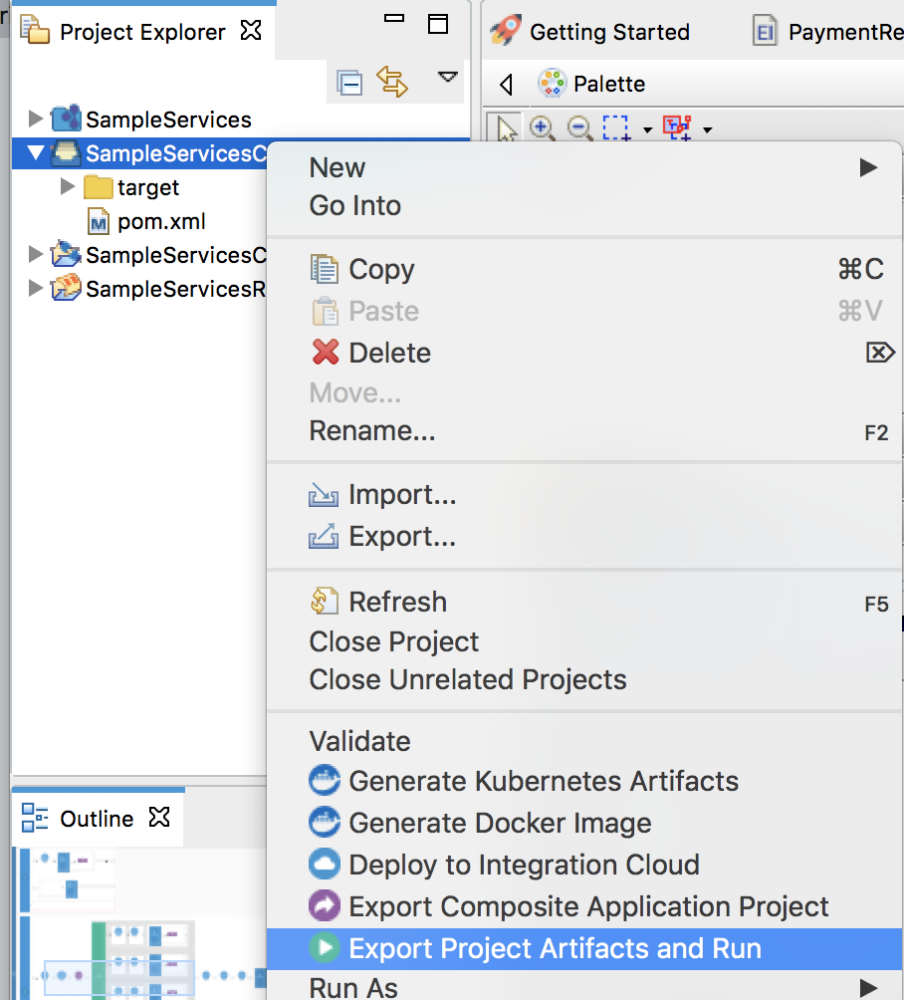 Project Explorer
Getting Started
PaymentRe
Palette
SampleServices
SampleServicesC
target
pom.xml
SampleServicesC
SampleServicesR
New
Go Into
Copy ⌘C
Paste ⌘V
Delete ⌦
Move...
Rename... F2
Import...
Export...
Refresh F5
Close Project
Close Unrelated Projects
Validate
Generate Kubernetes Artifacts
Generate Docker Image
Deploy to Integration Cloud
Export Composite Application Project
Export Project Artifacts and Run
Run As
Outline